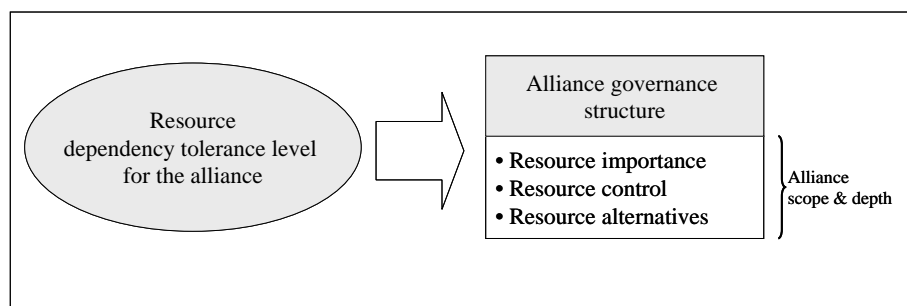 Resource
dependency tolerance level
for the alliance
Alliance governance
structure
• Resource importance
• Resource control
• Resource alternatives
Alliance
scope & depth